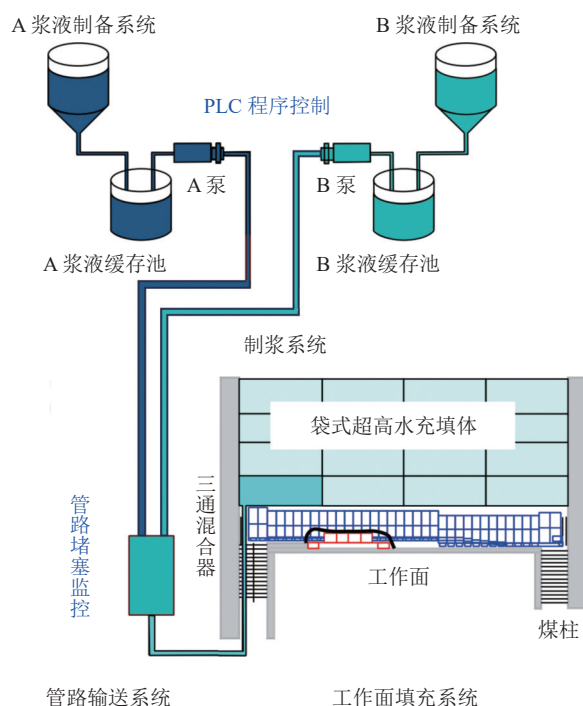 A 浆液制备系统
B 浆液制备系统
PLC 程序控制
A 泵
B 泵
A 浆液缓存池
B 浆液缓存池
制浆系统
袋式超高水充填体
三通混合器
管路堵塞监控
工作面
煤柱
管路输送系统
工作面填充系统